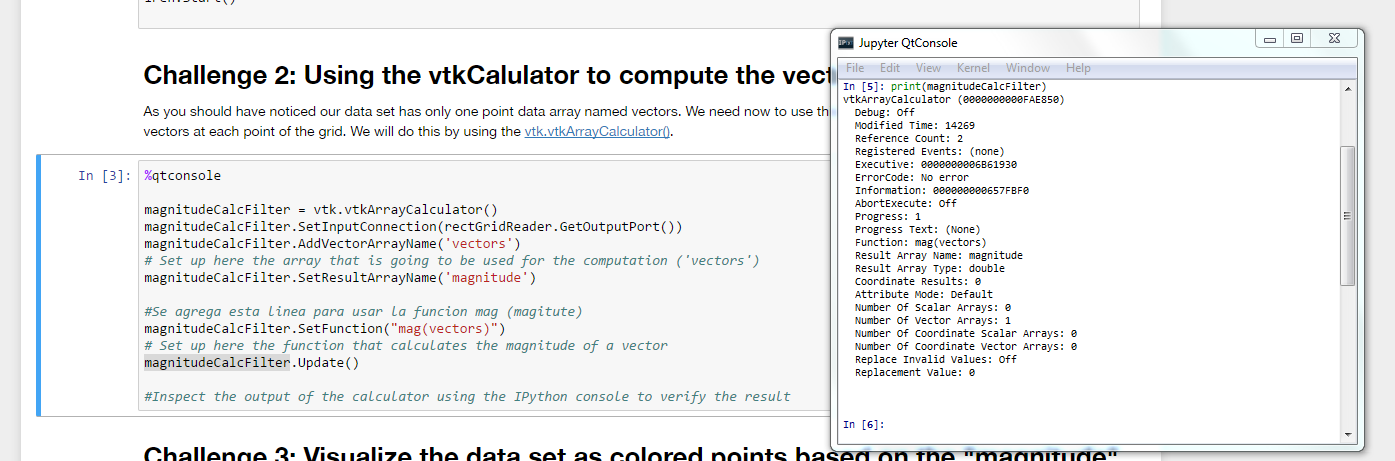 Challenge 2: Using the vtkCalulator to compute the vect
As you should have noticed our data set has only one point data array named vectors. We need now to use th
vectors at each point of the grid. We will do this by using the vtk.vtkArrayCalculator().
In [3]: %qtconsole
magnitudeCalcFilter = vtk.vtkArrayCalculator()
magnitudeCalcFilter.SetInputConnection(rectGridReader.GetOutputPort())
magnitudeCalcFilter.AddVectorArrayName('vectors')
# Set up here the array that is going to be used for the computation ('vectors')
magnitudeCalcFilter.SetResultArrayName('magnitude')
#Se agrega esta linea para usar la funcion mag (magitute)
magnitudeCalcFilter.SetFunction("mag(vectors)")
# Set up here the function that calculates the magnitude of a vector
magnitudeCalcFilter.Update()
#Inspect the output of the calculator using the IPython console to verify the result
Challenge 3: Visualize the data set as colored points based on the "magnitude"
Jupyter QtConsole
File Edit View Kernel Window Help
In [5]: print(magnitudeCalcFilter)
vtkArrayCalculator (0000000000FAE850)
Debug: Off
Modified Time: 14269
Reference Count: 2
Registered Events: (none)
Executive: 0000000006B61930
ErrorCode: No error
Information: 000000000657FBF0
AbortExecute: Off
Progress: 1
Progress Text: (None)
Function: mag(vectors)
Result Array Name: magnitude
Result Array Type: double
Coordinate Results: 0
Attribute Mode: Default
Number Of Scalar Arrays: 0
Number Of Vector Arrays: 1
Number Of Coordinate Scalar Arrays: 0
Number Of Coordinate Vector Arrays: 0
Replace Invalid Values: Off
Replacement Value: 0
In [6]: